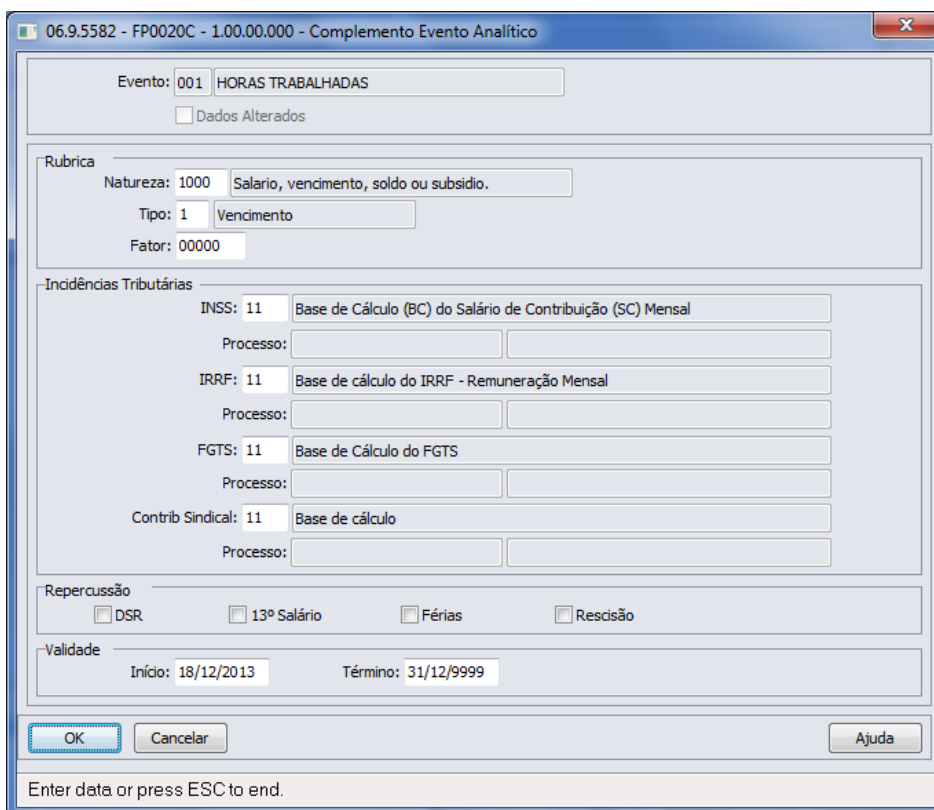 06.9.5582 - FP0020C - 1.00.00.000 - Complemento Evento Analítico
Evento: 001 HORAS TRABALHADAS
Dados Alterados
Rubrica
Natureza: 1000 Salario, vencimento, soldo ou subsidio.
Tipo: 1 Vencimento
Fator: 00000
Incidências Tributárias
INSS: 11 Base de Cálculo (BC) do Salário de Contribuição (SC) Mensal
Processo:
IRRF: 11 Base de cálculo do IRRF - Remuneração Mensal
Processo:
FGTS: 11 Base de Cálculo do FGTS
Processo:
Contrib Sindical: 11 Base de cálculo
Processo:
Repercussão
DSR 13º Salário Férias Rescisão
Validade
Início: 18/12/2013 Término: 31/12/9999
OK Cancelar Ajuda
Enter data or press ESC to end.